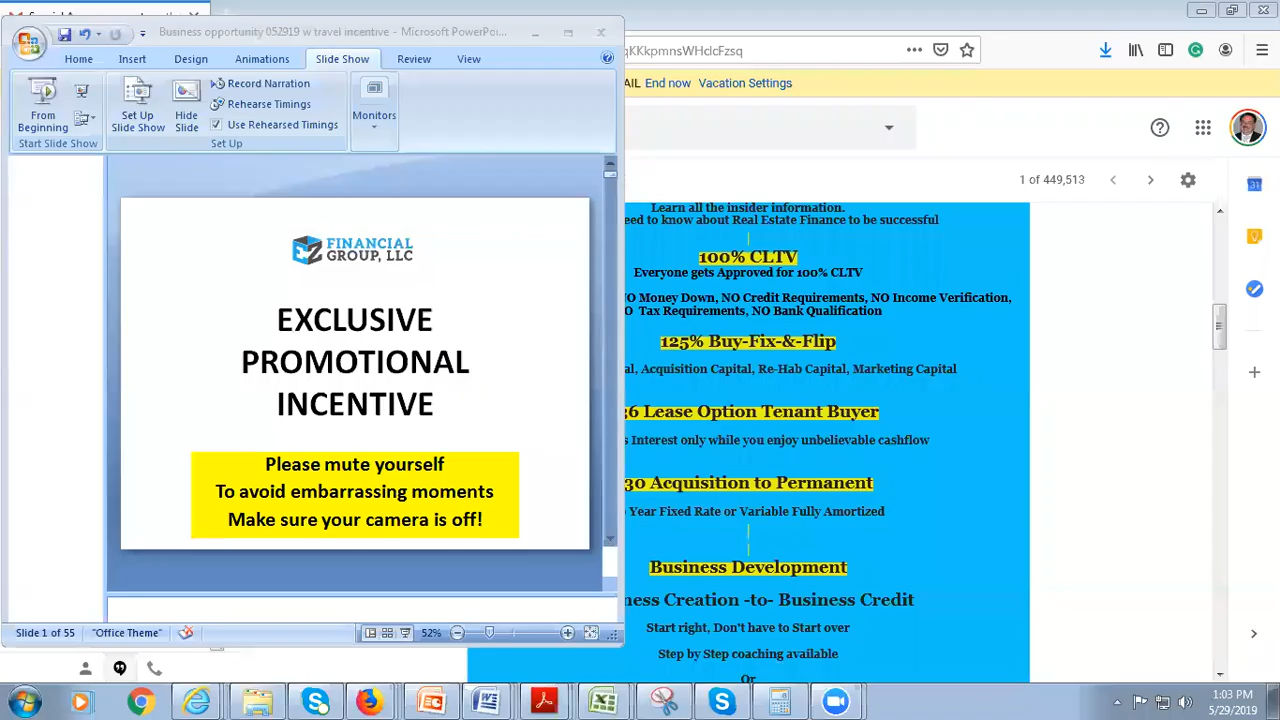 Business opportunity 052919 w travel incentive - Microsoft PowerPoi...
Home
Insert
Design
Animations
Slide Show
Review
View
From
Beginning
Set Up
Slide Show
Hide
Slide
Record Narration
Rehearse Timings
Use Rehearsed Timings
Monitors
Start Slide Show
Set Up
FINANCIAL
GROUP, LLC
EXCLUSIVE
PROMOTIONAL
INCENTIVE
Please mute yourself
To avoid embarrassing moments
Make sure your camera is off!
Slide 1 of 55
"Office Theme"
52%
End now
Vacation Settings
1 of 449,513
Learn all the insider information.
need to know about Real Estate Finance to be successful
100% CLTV
Everyone gets Approved for 100% CLTV
NO Money Down, NO Credit Requirements, NO Income Verification,
Tax Requirements, NO Bank Qualification
125% Buy-Fix-&-Flip
Acquisition Capital, Re-Hab Capital, Marketing Capital
36 Lease Option Tenant Buyer
Interest only while you enjoy unbelievable cashflow
30 Acquisition to Permanent
Year Fixed Rate or Variable Fully Amortized
Business Development
ness Creation -to- Business Credit
Start right, Don't have to Start over
Step by Step coaching available
Or
31
1:03 PM
5/29/2019